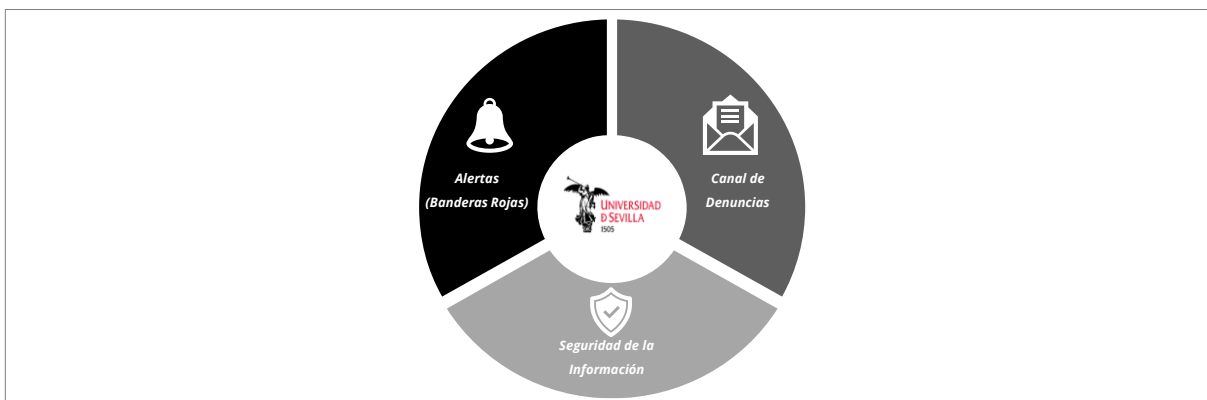 Alertas
(Banderas Rojas)
Canal de
Denuncias
UNIVERSIDAD
D SEVILLA
1505
Seguridad de la
Información